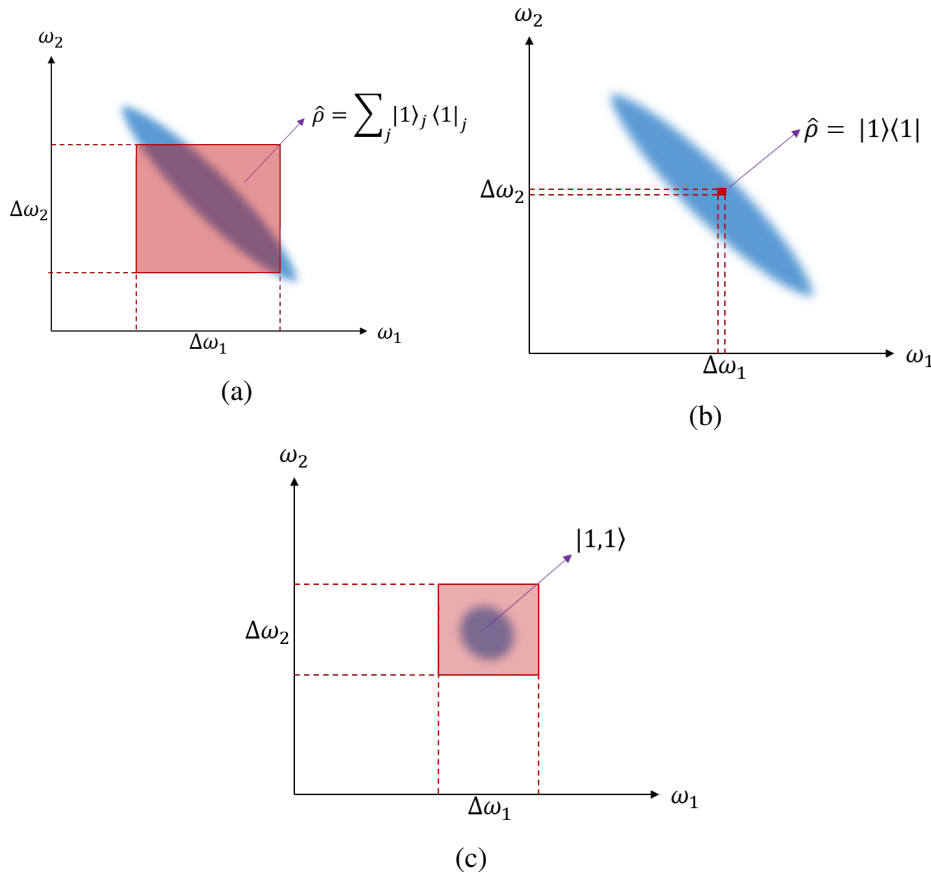 ω₂
ρ̂ = ∑ⱼ|1⟩ⱼ⟨1|ⱼ
Δω₂
ω₁
Δω₁
(a)
ω₂
ρ̂ = |1⟩⟨1|
Δω₂
ω₁
Δω₁
(b)
ω₂
|1,1⟩
Δω₂
ω₁
Δω₁
(c)